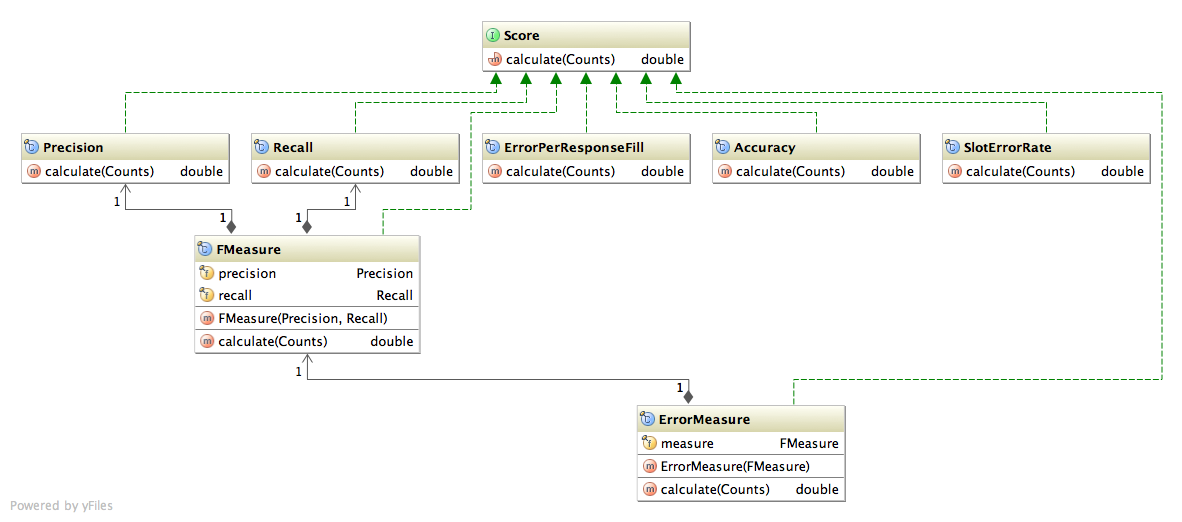 Score
calculate(Counts) double
Precision
calculate(Counts) double
Recall
calculate(Counts) double
ErrorPerResponseFill
calculate(Counts) double
Accuracy
calculate(Counts) double
SlotErrorRate
calculate(Counts) double
1
1
1
1
FMeasure
precision Precision
recall Recall
FMeasure(Precision, Recall)
calculate(Counts) double
1
1
ErrorMeasure
measure FMeasure
ErrorMeasure(FMeasure)
calculate(Counts) double
Powered by yFiles